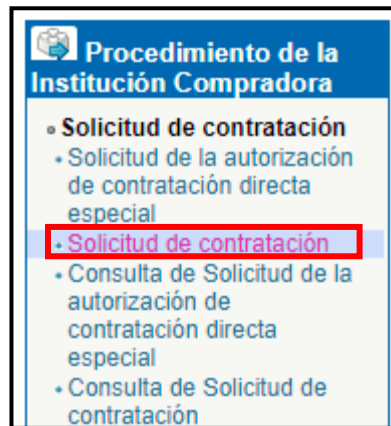 Procedimiento de la
Institución Compradora
Solicitud de contratación
Solicitud de la autorización
de contratación directa
especial
Solicitud de contratación
Consulta de Solicitud de la
autorización de
contratación directa
especial
Consulta de Solicitud de
contratación